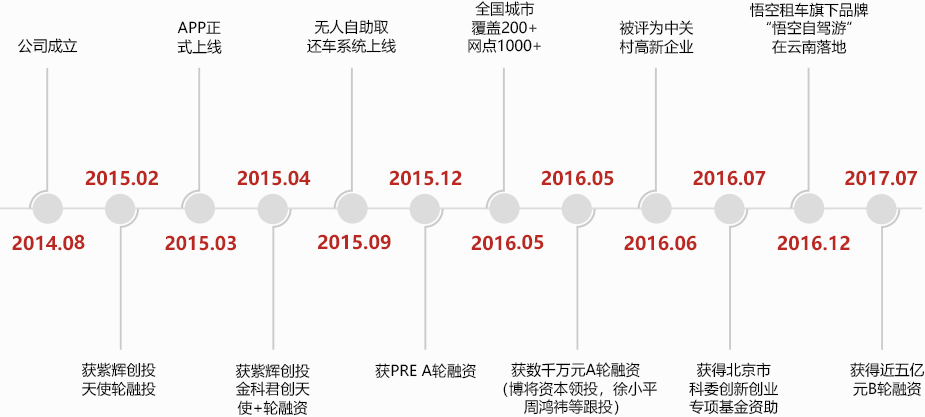 公司成立
2014.08
2015.02
获紫辉创投
天使轮融投
APP正
式上线
2015.03
2015.04
获紫辉创投
金科君创天
使+轮融资
无人自助取
还车系统上线
2015.09
2015.12
获PRE A轮融资
全国城市
覆盖200+
网点1000+
2016.05
2016.05
获数千万元A轮融资
(博将资本领投，徐小平
周鸿祎等跟投)
被评为中关
村高新企业
2016.06
2016.07
获得北京市
科委创新创业
专项基金资助
悟空租车旗下品牌
“悟空自驾游”
在云南落地
2016.12
2017.07
获得近五亿
元B轮融资